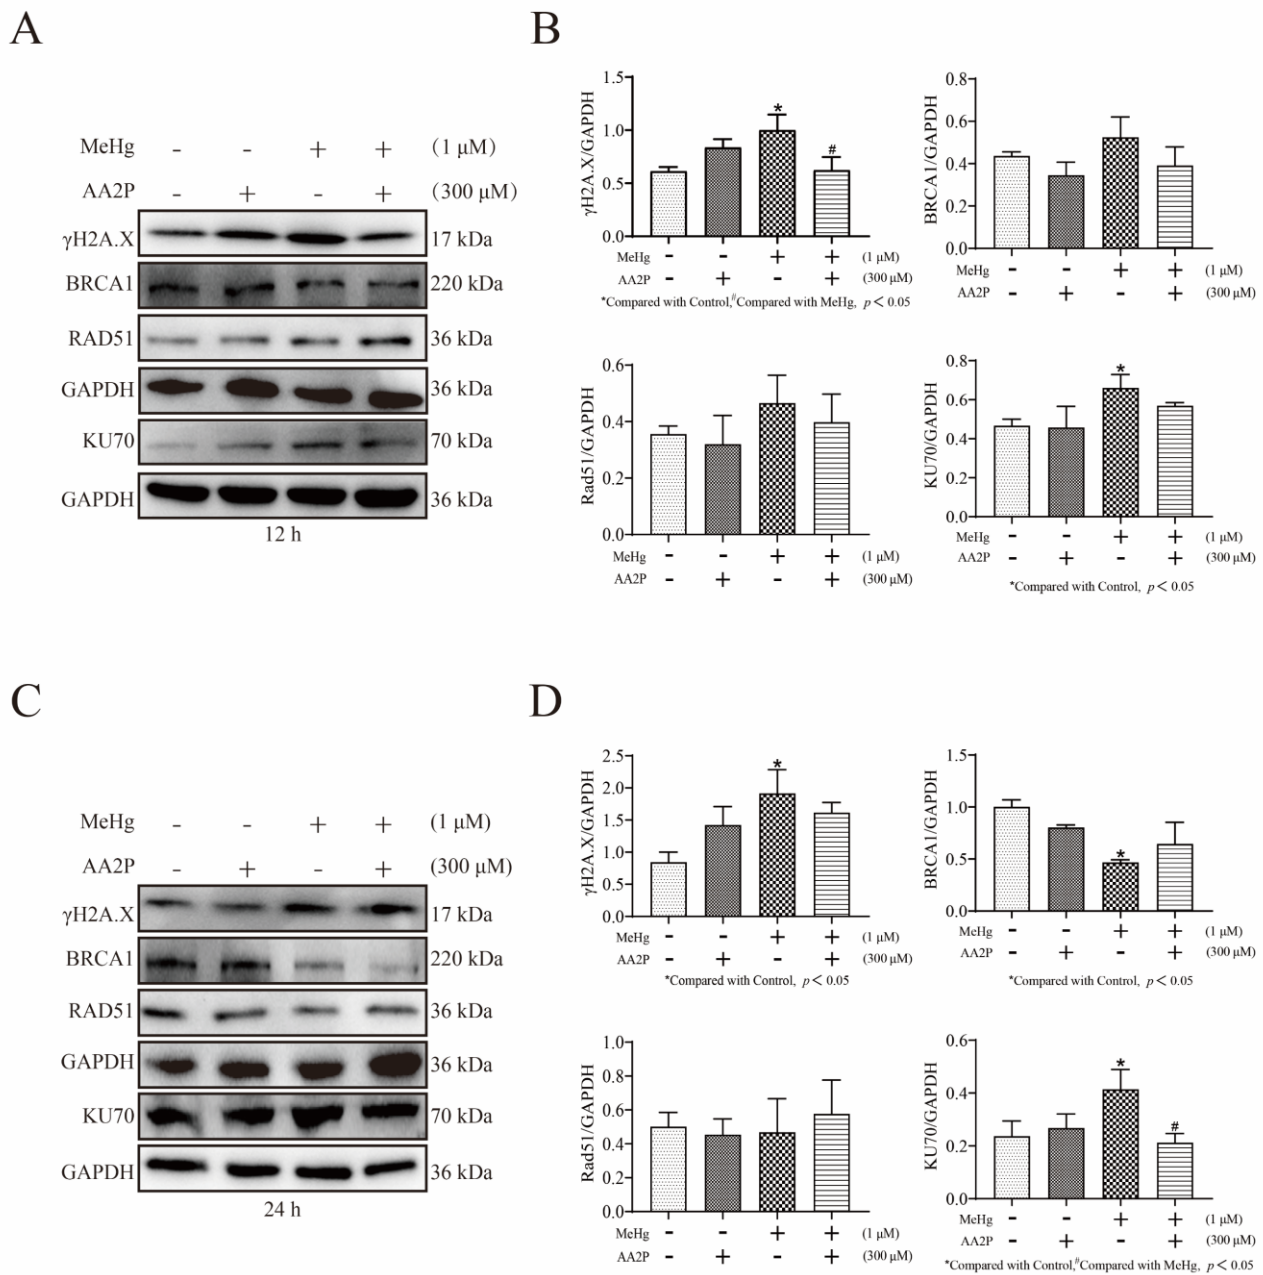 A
MeHg - - + + (1 μM)
AA2P - + - + (300 μM)
γH2A.X 17 kDa
BRCA1 220 kDa
RAD51 36 kDa
GAPDH 36 kDa
KU70 70 kDa
GAPDH 36 kDa
12 h
B
γH2A.X/GAPDH
1.5
1.0
0.5
0.0
*
#
MeHg - - + + (1 μM)
AA2P - + - + (300 μM)
*Compared with Control,#Compared with MeHg, p < 0.05
BRCA1/GAPDH
0.8
0.6
0.4
0.2
0.0
MeHg - - + + (1 μM)
AA2P - + - + (300 μM)
Rad51/GAPDH
0.6
0.4
0.2
0.0
MeHg - - + + (1 μM)
AA2P - + - + (300 μM)
KU70/GAPDH
0.8
0.6
0.4
0.2
0.0
*
MeHg - - + + (1 μM)
AA2P - + - + (300 μM)
*Compared with Control, p < 0.05
C
MeHg - - + + (1 μM)
AA2P - + - + (300 μM)
γH2A.X 17 kDa
BRCA1 220 kDa
RAD51 36 kDa
GAPDH 36 kDa
KU70 70 kDa
GAPDH 36 kDa
24 h
D
γH2A.X/GAPDH
2.5
2.0
1.5
1.0
0.5
0.0
*
MeHg - - + + (1 μM)
AA2P - + - + (300 μM)
*Compared with Control, p < 0.05
BRCA1/GAPDH
1.5
1.0
0.5
0.0
*
MeHg - - + + (1 μM)
AA2P - + - + (300 μM)
*Compared with Control, p < 0.05
Rad51/GAPDH
1.0
0.8
0.6
0.4
0.2
0.0
MeHg - - + + (1 μM)
AA2P - + - + (300 μM)
KU70/GAPDH
0.6
0.4
0.2
0.0
*
#
MeHg - - + + (1 μM)
AA2P - + - + (300 μM)
*Compared with Control,#Compared with MeHg, p < 0.05